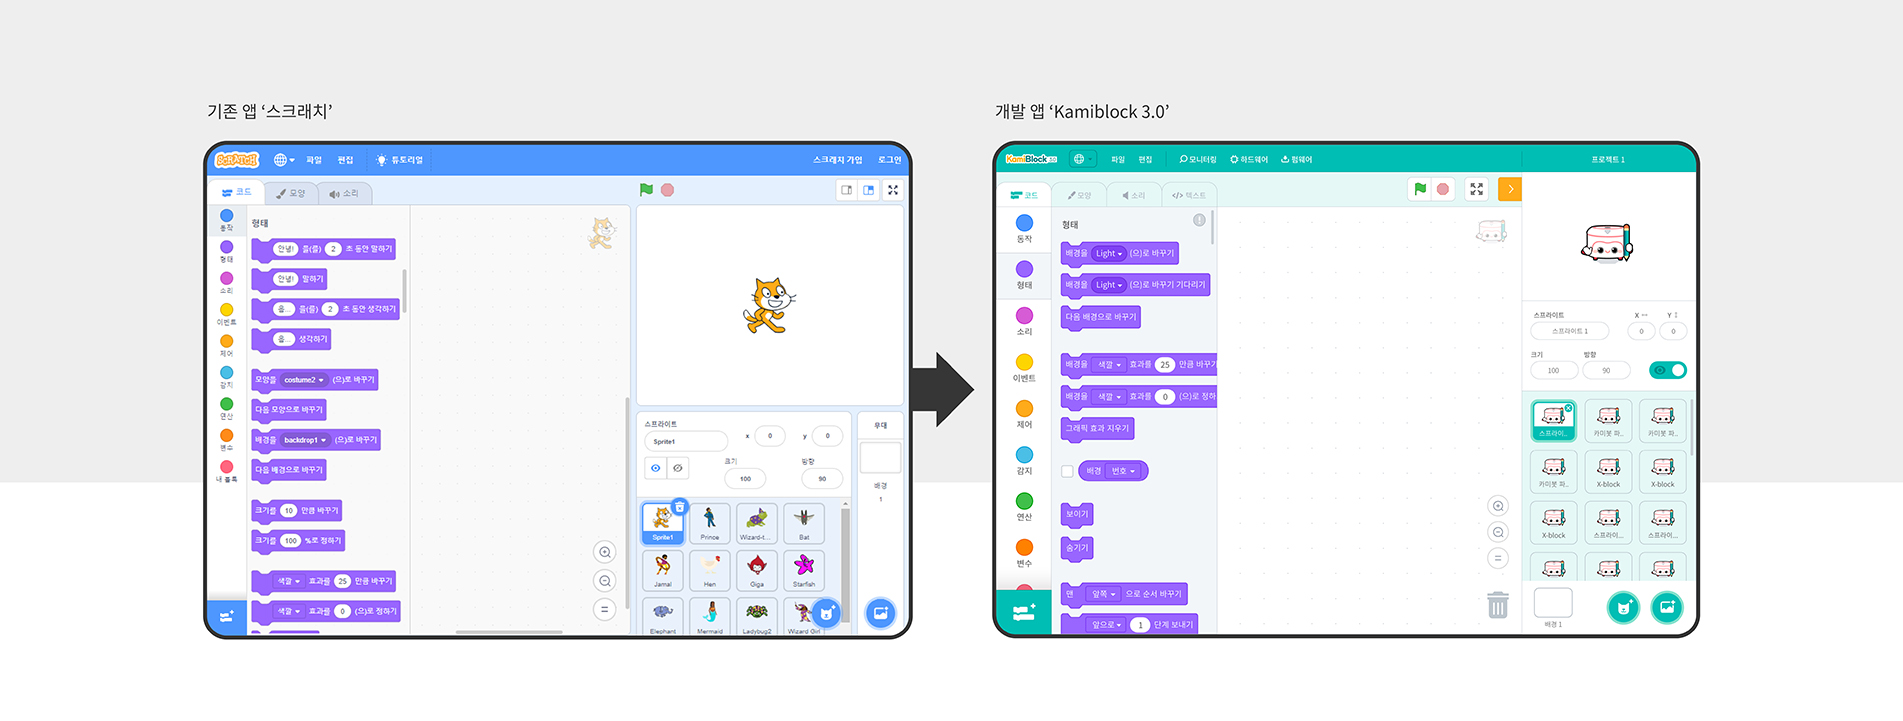 기존 앱 ‘스크래치’
SCRATCH
파일
편집
튜토리얼
스크래치 가입
로그인
코드
모양
소리
동작
형태
소리
이벤트
제어
감지
연산
변수
내 블록
형태
안녕! 을(를) 2 초 동안 말하기
안녕! 말하기
음... 을(를) 2 초 동안 생각하기
음... 생각하기
모양을 costume2 (으)로 바꾸기
다음 모양으로 바꾸기
배경을 backdrop1 (으)로 바꾸기
다음 배경으로 바꾸기
크기를 10 만큼 바꾸기
크기를 100 %로 정하기
색깔 효과를 25 만큼 바꾸기
색깔 효과를 0 (으)로 정하기
스프라이트
Sprite1
x 0
y 0
크기
100
방향
90
Sprite1
Prince
Wizard-t...
Bat
Jamal
Hen
Giga
Starfish
Elephant
Mermaid
Ladybug2
Wizard Girl
무대
배경
1
개발 앱 ‘Kamiblock 3.0’
KamiBlock 3.0
파일
편집
모니터링
하드웨어
펌웨어
프로젝트 1
코드
모양
소리
</> 텍스트
동작
형태
소리
이벤트
제어
감지
연산
변수
형태
배경을 Light (으)로 바꾸기
배경을 Light (으)로 바꾸기 기다리기
다음 배경으로 바꾸기
배경을 색깔 효과를 25 만큼 바꾸기
배경을 색깔 효과를 0 (으)로 정하
그래픽 효과 지우기
배경 번호
보이기
숨기기
맨 앞쪽 으로 순서 바꾸기
앞으로 1 단계 보내기
스프라이트
스프라이트 1
X
0
Y
0
크기
100
방향
90
스프라이...
카미봇 파...
카미봇 파...
카미봇 파...
X-block
X-block
X-block
스프라이...
스프라이...
배경 1